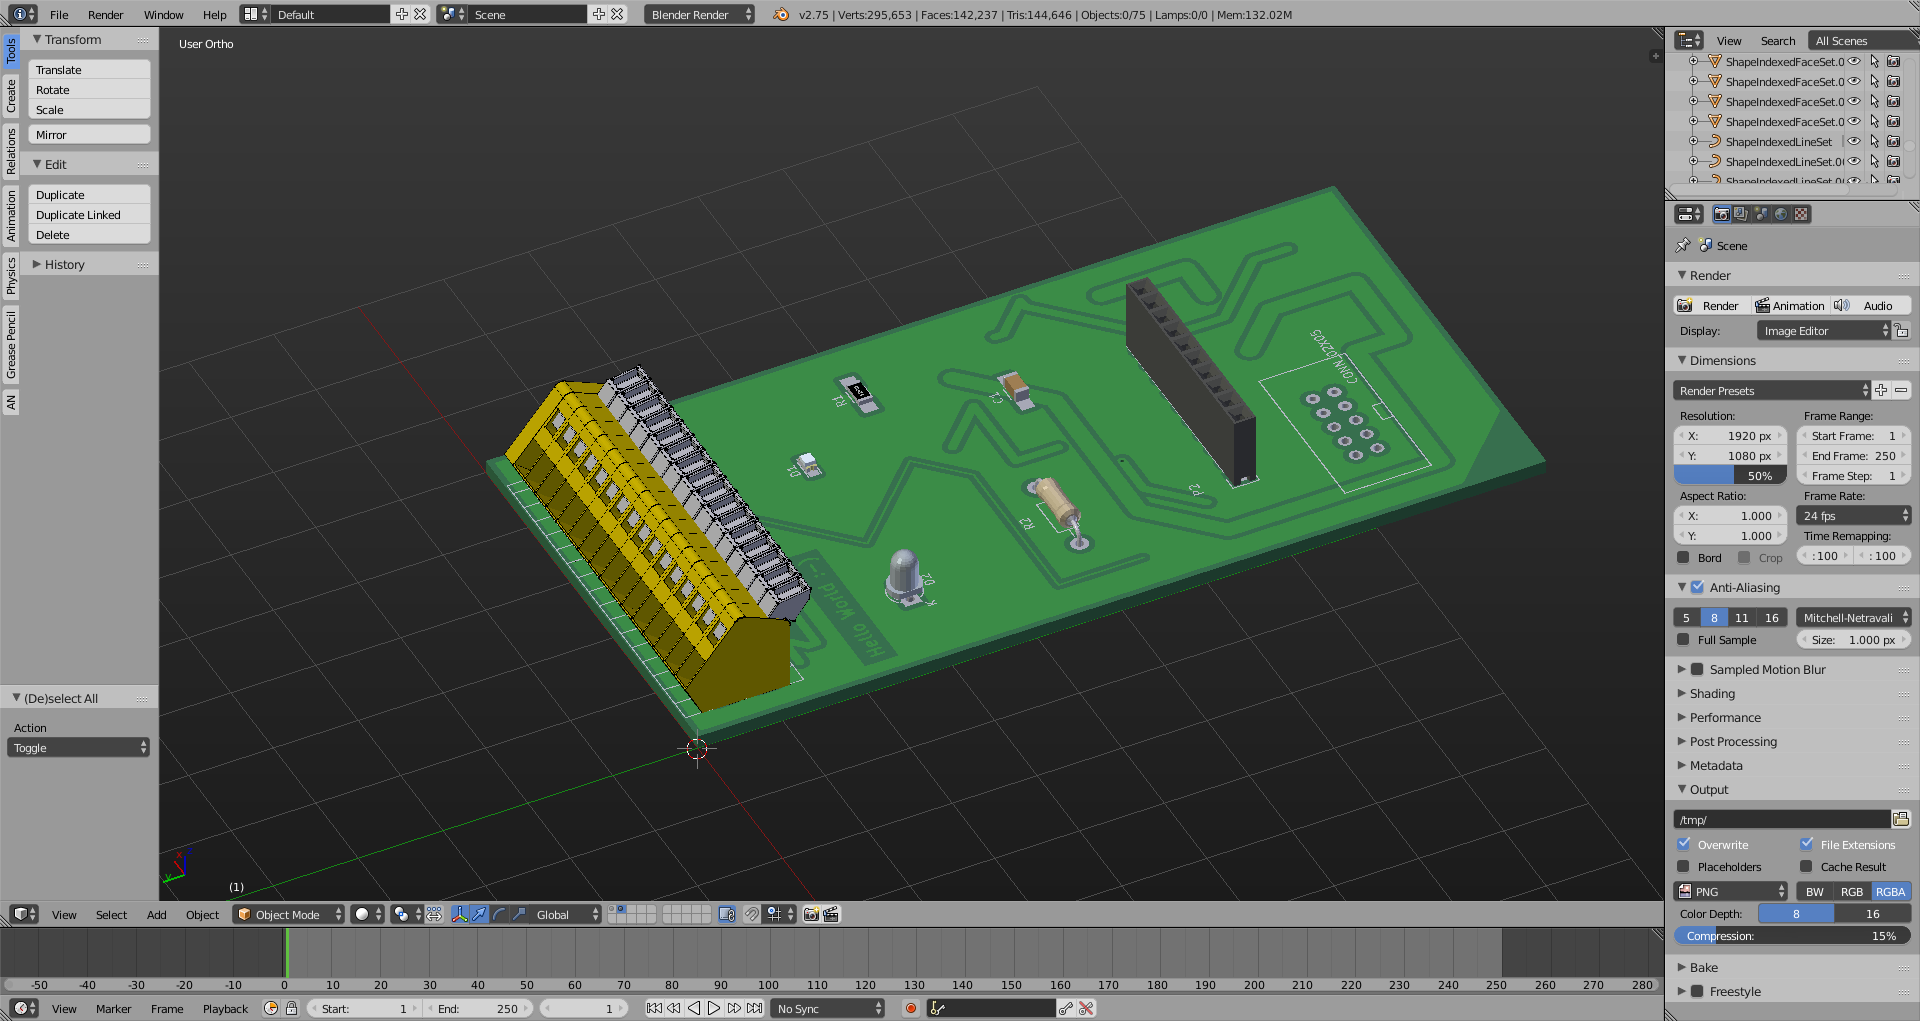 File Render Window Help Default Scene Blender Render v2.75 | Verts:295,653 | Faces:142,237 | Tris:144,646 | Objects:0/75 | Lamps:0/0 | Mem:132.02M
Tools
Create
Relations
Animation
Physics
Grease Pencil
AN
Transform
Translate
Rotate
Scale
Mirror
Edit
Duplicate
Duplicate Linked
Delete
History
(De)select All
Action
Toggle
User Ortho
R1
D1
C1
R2
D2
K
P2
CONN_02X05
Hello World ;-)
x
y
(1)
View Select Add Object Object Mode Global
-50 -40 -30 -20 -10 0 10 20 30 40 50 60 70 80 90 100 110 120 130 140 150 160 170 180 190 200 210 220 230 240 250 260 270 280
View Marker Frame Playback Start: 1 End: 250 1 No Sync
View Search All Scenes
ShapeIndexedFaceSet.0
ShapeIndexedFaceSet.0
ShapeIndexedFaceSet.0
ShapeIndexedFaceSet.0
ShapeIndexedLineSet
ShapeIndexedLineSet.0
ShapeIndexedLineSet.0
Scene
Render
Render Animation Audio
Display: Image Editor
Dimensions
Render Presets
Resolution: Frame Range:
X: 1920 px Start Frame: 1
Y: 1080 px End Frame: 250
50% Frame Step: 1
Aspect Ratio: Frame Rate:
X: 1.000 24 fps
Y: 1.000 Time Remapping:
Bord Crop :100 :100
Anti-Aliasing
5 8 11 16 Mitchell-Netravali
Full Sample Size: 1.000 px
Sampled Motion Blur
Shading
Performance
Post Processing
Metadata
Output
/tmp/
Overwrite File Extensions
Placeholders Cache Result
PNG BW RGB RGBA
Color Depth: 8 16
Compression: 15%
Bake
Freestyle